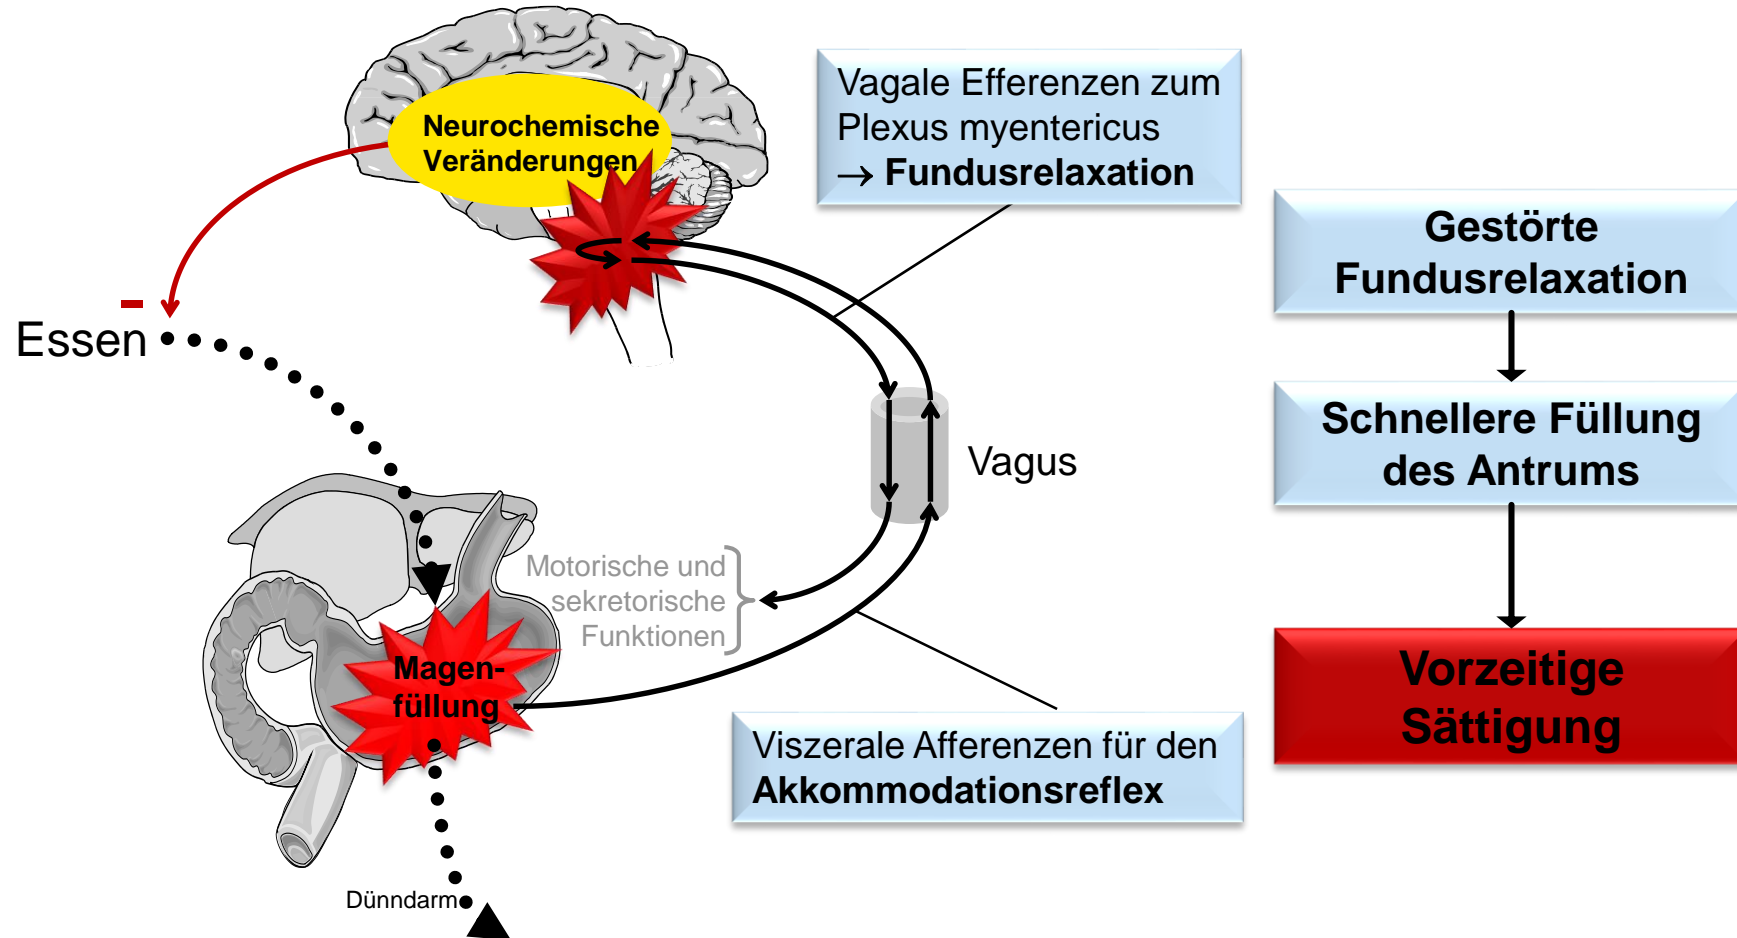 Neurochemische
Veränderungen
Vagale Efferenzen zum
Plexus myentericus
→ Fundusrelaxation
Gestörte
Fundusrelaxation
-
Essen
Schnellere Füllung
des Antrums
Vagus
Motorische und
sekretorische
Funktionen
Magen-
füllung
Vorzeitige
Sättigung
Viszerale Afferenzen für den
Akkommodationsreflex
Dünndarm